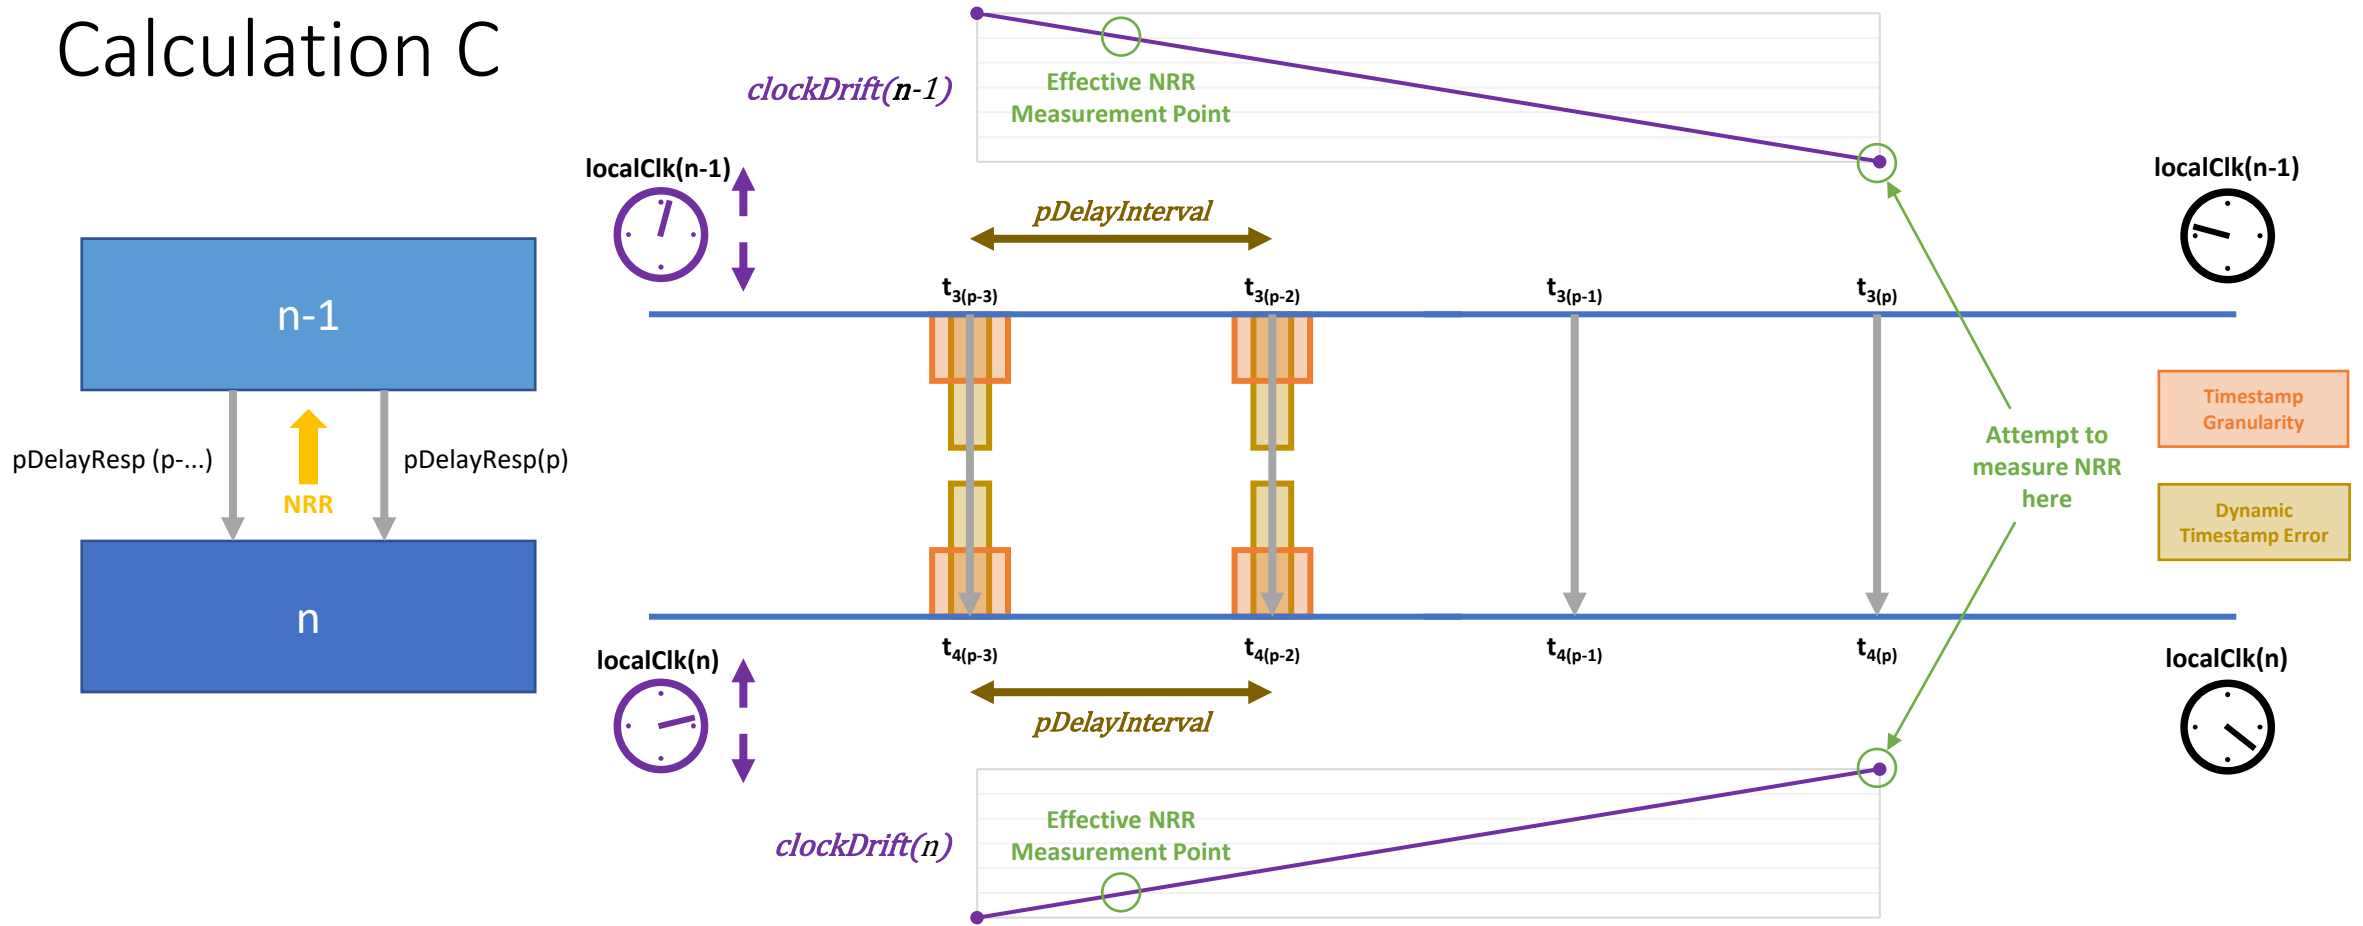 Calculation C
clockDrift(n-1)
Effective NRR
Measurement Point
localClk(n-1)
localClk(n-1)
pDelayInterval
t3(p-3)
t3(p-2)
t3(p-1)
t3(p)
n-1
pDelayResp (p-...)
NRR
pDelayResp(p)
n
Timestamp
Granularity
Attempt to
measure NRR
here
Dynamic
Timestamp Error
t4(p-3)
t4(p-2)
t4(p-1)
t4(p)
localClk(n)
localClk(n)
pDelayInterval
clockDrift(n)
Effective NRR
Measurement Point